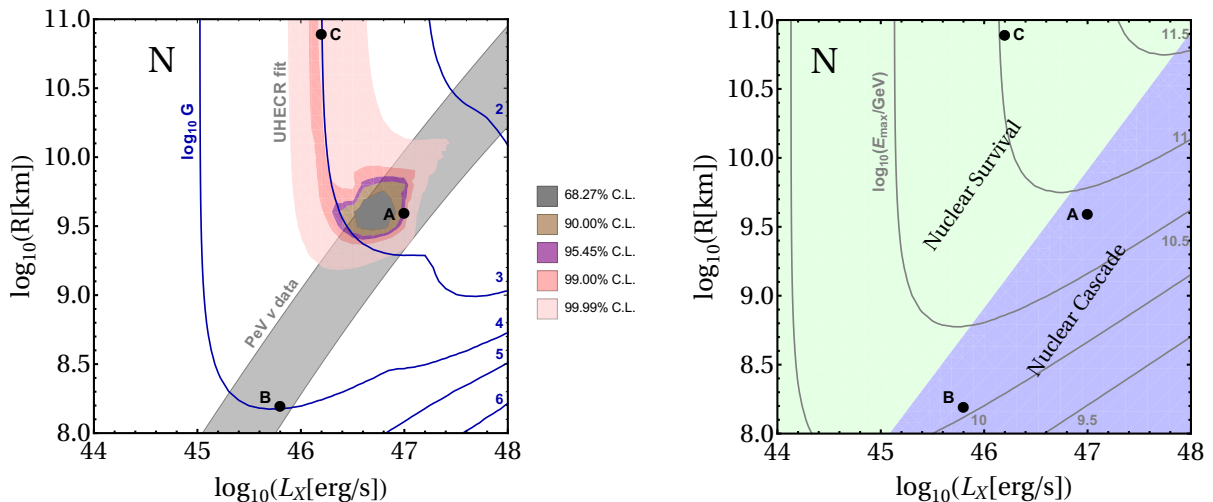 N
log₁₀ G
UHECR fit
PeV ν data
A
B
C
2
3
4
5
6
8.0
8.5
9.0
9.5
10.0
10.5
11.0
44
45
46
47
48
log₁₀(R[km])
log₁₀(L_X[erg/s])
68.27% C.L.
90.00% C.L.
95.45% C.L.
99.00% C.L.
99.99% C.L.
N
log₁₀(E_max/GeV)
Nuclear Survival
Nuclear Cascade
A
B
C
11.5
11
10.5
10
9.5
11.0
10.5
10.0
9.5
9.0
8.5
8.0
44
45
46
47
48
log₁₀(R[km])
log₁₀(L_X[erg/s])